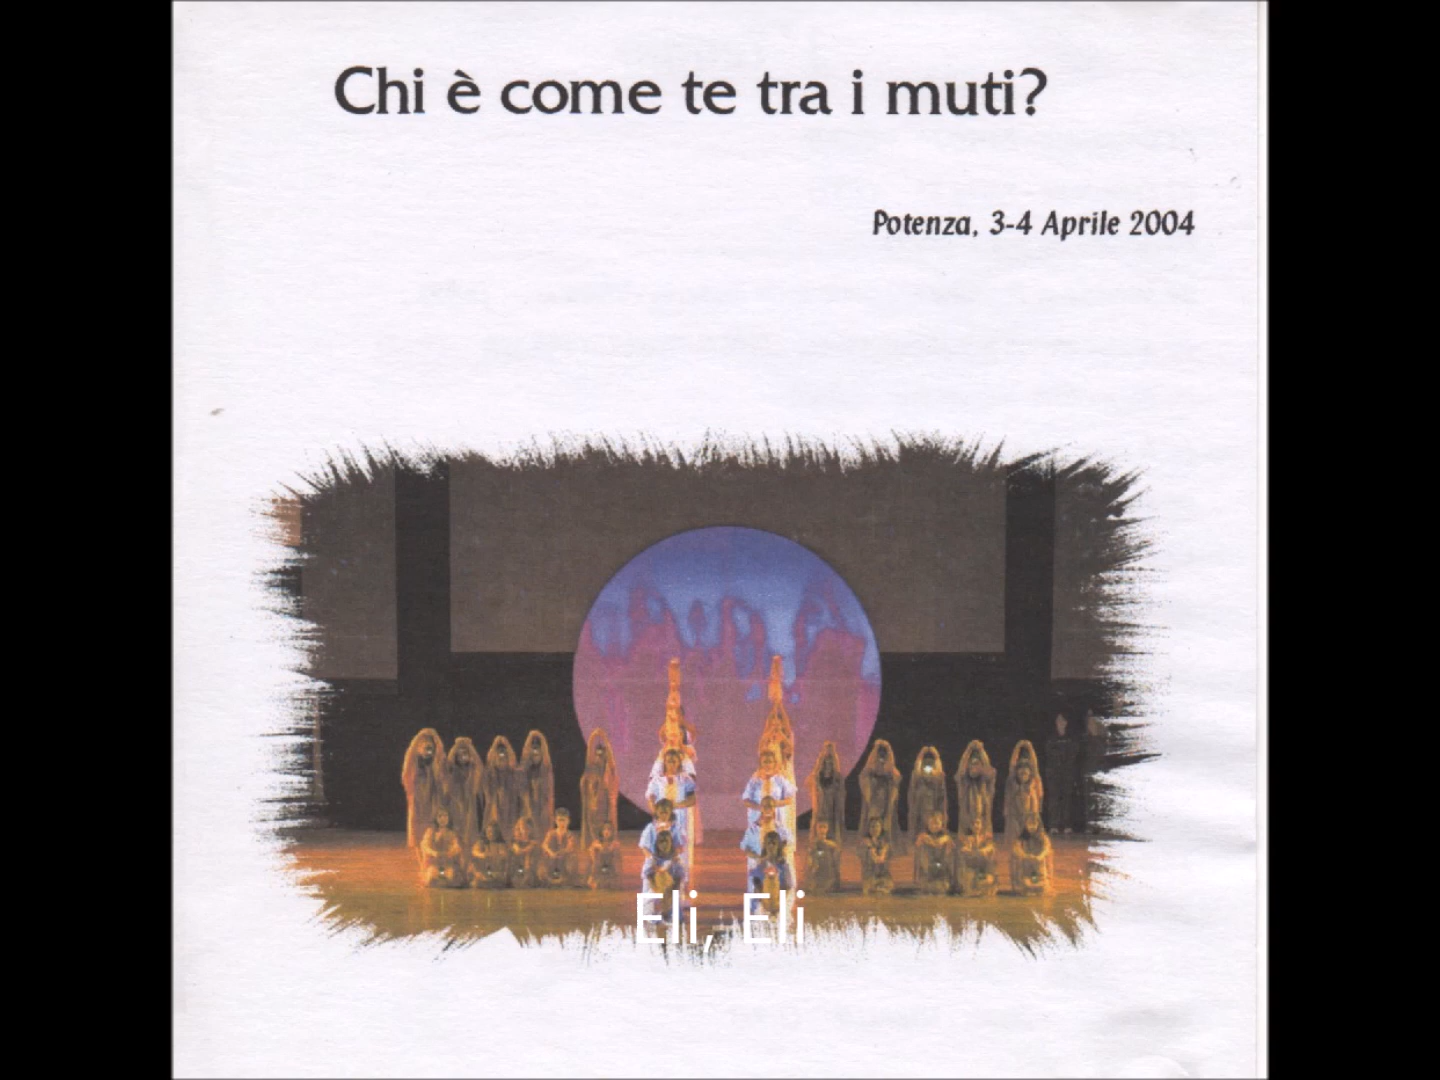 Chi è come te tra i muti?
Potenza, 3-4 Aprile 2004
Eli, Eli